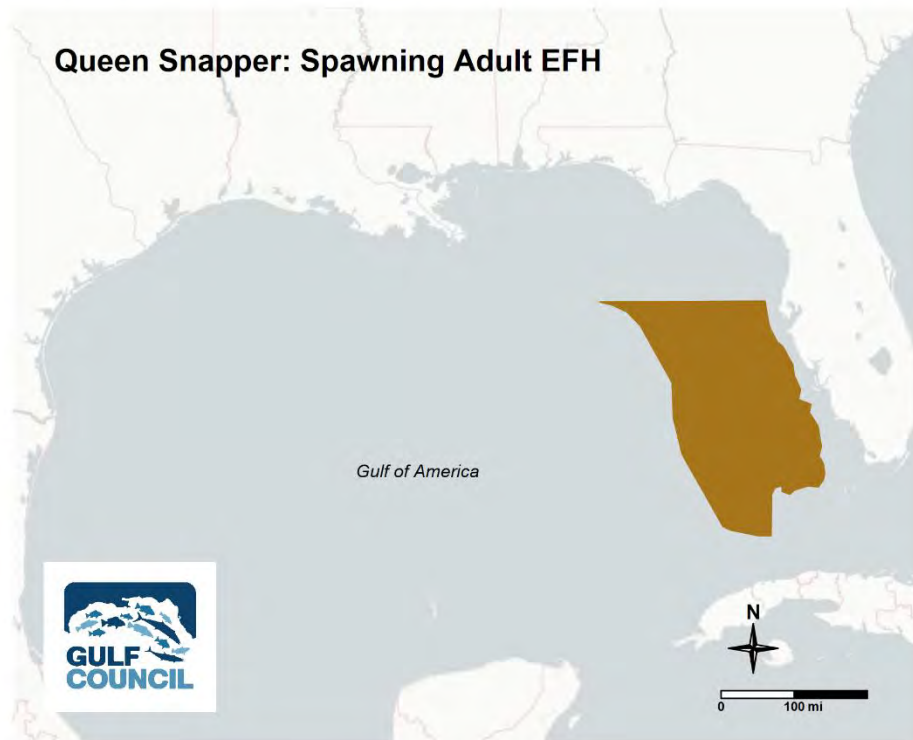 Queen Snapper: Spawning Adult EFH
Gulf of America
GULF
COUNCIL
N
0 100 mi